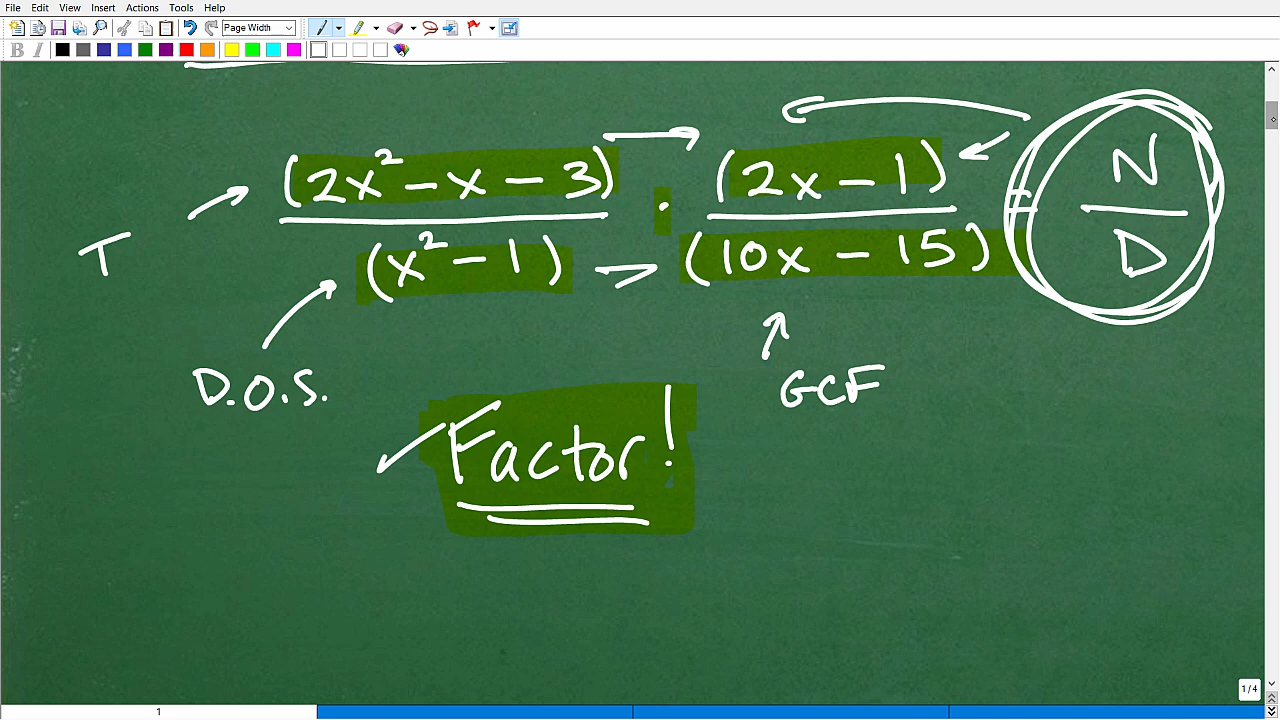 File Edit View Insert Actions Tools Help
Page Width
B I
(2x² − x − 3) · (2x − 1) = N
(x² − 1) (10x − 15) D
T
D.O.S. GCF
Factor!
1/4
1